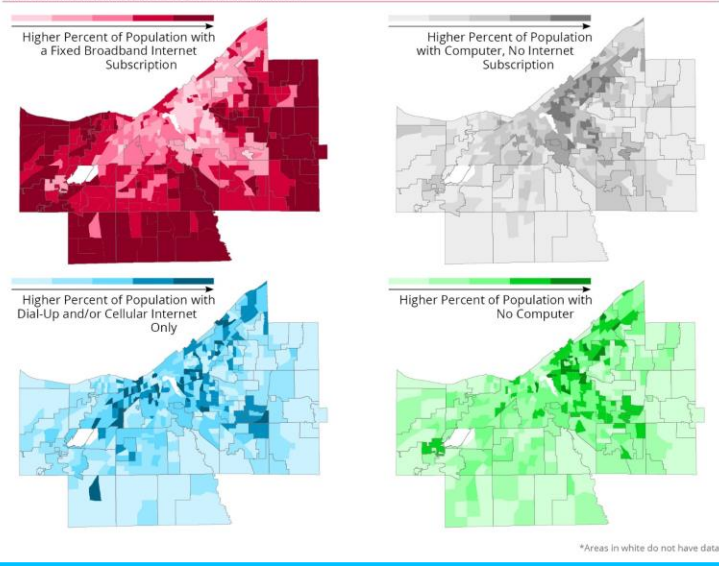 Higher Percent of Population with
a Fixed Broadband Internet
Subscription
Higher Percent of Population
with Computer, No Internet
Subscription
Higher Percent of Population with
Dial-Up and/or Cellular Internet
Only
Higher Percent of Population with
No Computer
*Areas in white do not have data